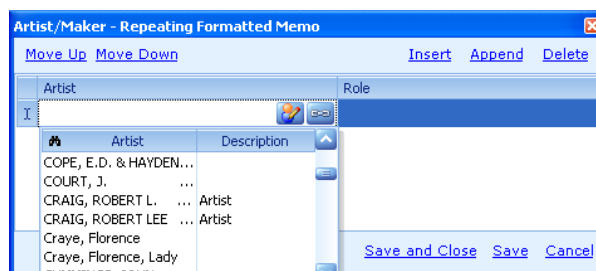 Artist/Maker - Repeating Formatted Memo
Move Up Move Down Insert Append Delete
Artist Role
Artist Description
COPE, E.D. & HAYDEN...
COURT, J. ...
CRAIG, ROBERT L. ... Artist
CRAIG, ROBERT LEE ... Artist
Craye, Florence
Craye, Florence, Lady
Save and Close Save Cancel